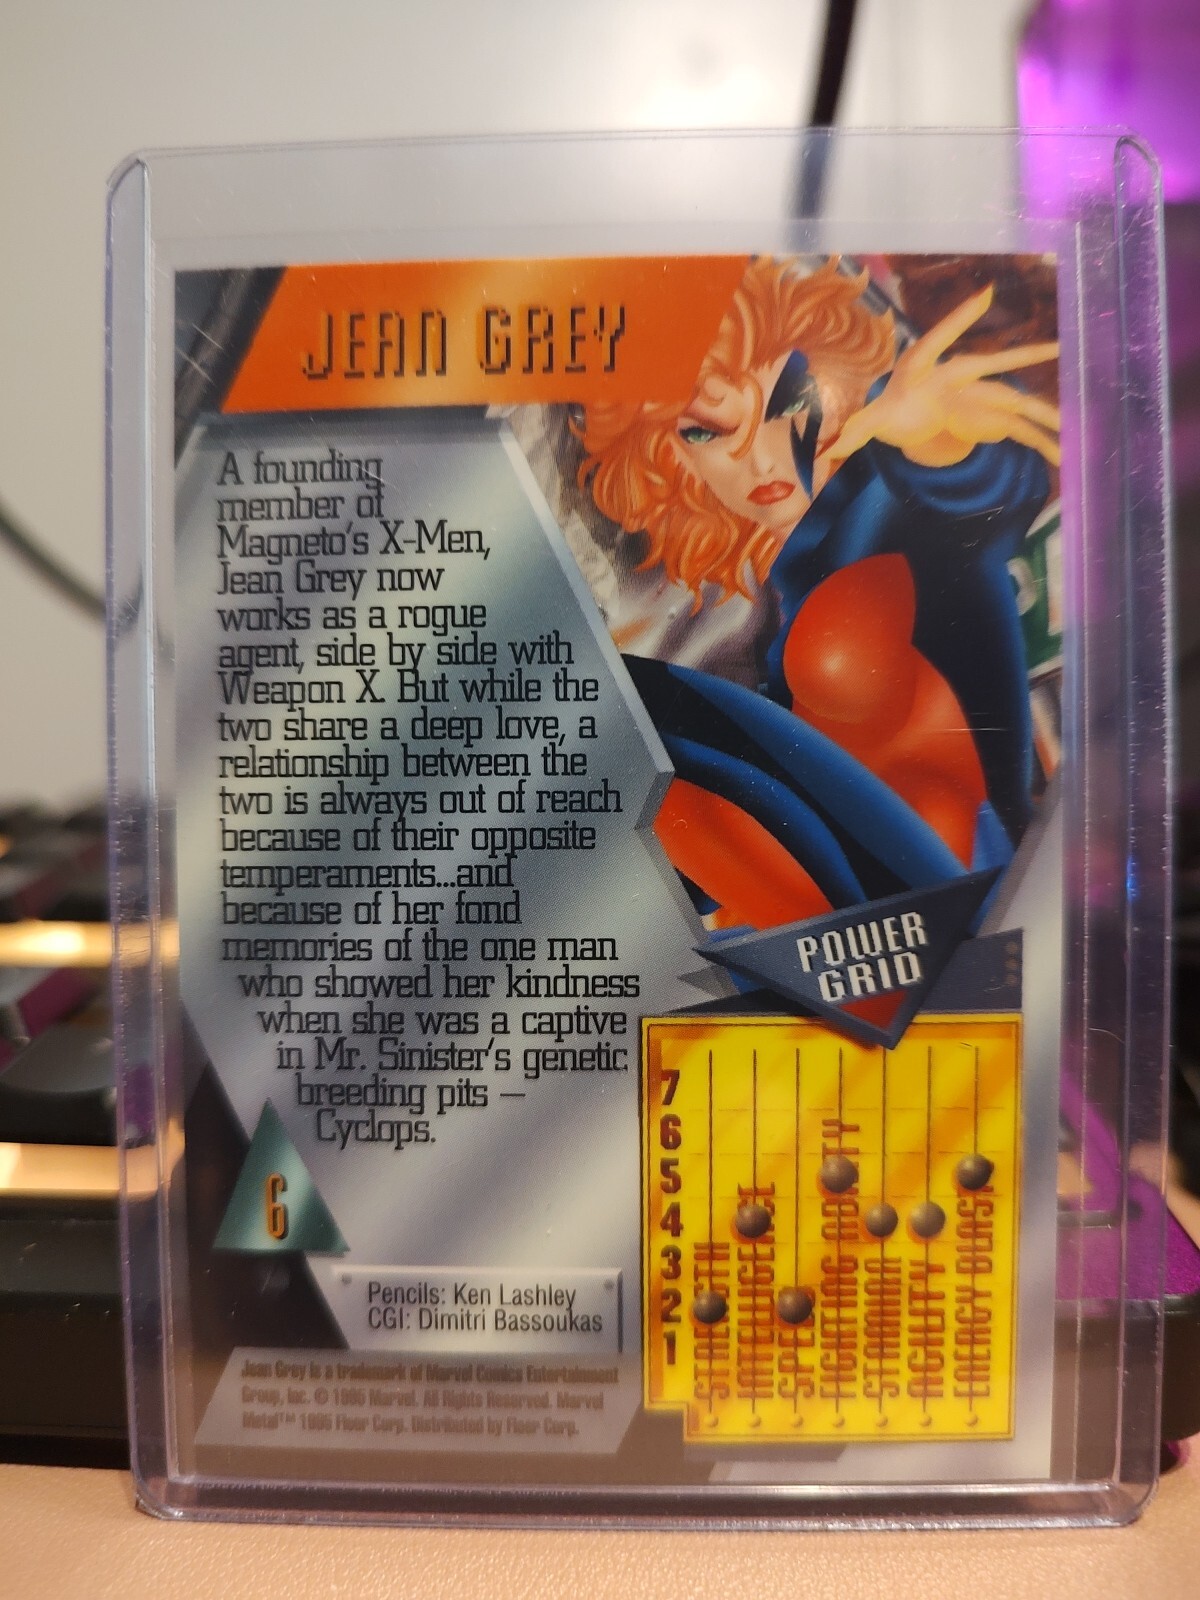 JEAN GREY
A founding
member of
Magneto's X-Men,
Jean Grey now
works as a rogue
agent, side by side with
Weapon X. But while the
two share a deep love, a
relationship between the
two is always out of reach
because of their opposite
temperaments...and
because of her fond
memories of the one man
who showed her kindness
when she was a captive
in Mr. Sinister's genetic
breeding pits –
Cyclops.
6
Pencils: Ken Lashley
CGI: Dimitri Bassoukas
Jean Grey is a trademark of Marvel Comics Entertainment
Group, Inc. © 1995 Marvel. All Rights Reserved. Marvel
Metal™ 1995 Fleer Corp. Distributed by Fleer Corp.
POWER
GRID
7
6
5
4
3
2
1
STRENGTH
INTELLIGENCE
SPEED
FIGHTING ABILITY
STAMINA
AGILITY
ENERGY BLAST